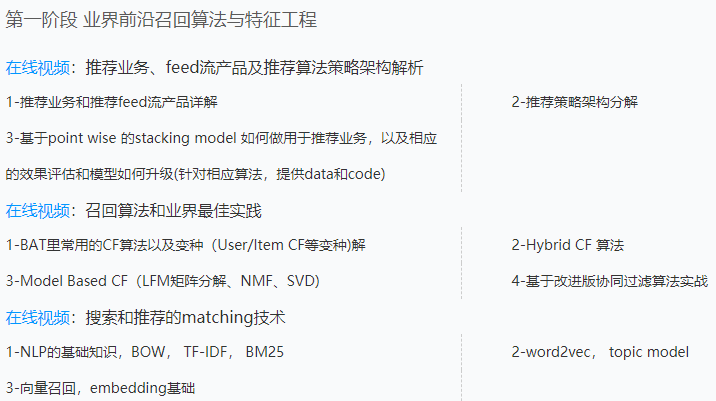 第一阶段 业界前沿召回算法与特征工程
在线视频：推荐业务、feed流产品及推荐算法策略架构解析
1-推荐业务和推荐feed流产品详解
2-推荐策略架构分解
3-基于point wise 的stacking model 如何做用于推荐业务，以及相应
的效果评估和模型如何升级(针对相应算法，提供data和code)
在线视频：召回算法和业界最佳实践
1-BAT里常用的CF算法以及变种（User/Item CF等变种)解
2-Hybrid CF 算法
3-Model Based CF（LFM矩阵分解、NMF、SVD)
4-基于改进版协同过滤算法实战
在线视频：搜索和推荐的matching技术
1-NLP的基础知识，BOW， TF-IDF， BM25
2-word2vec， topic model
3-向量召回，embedding基础